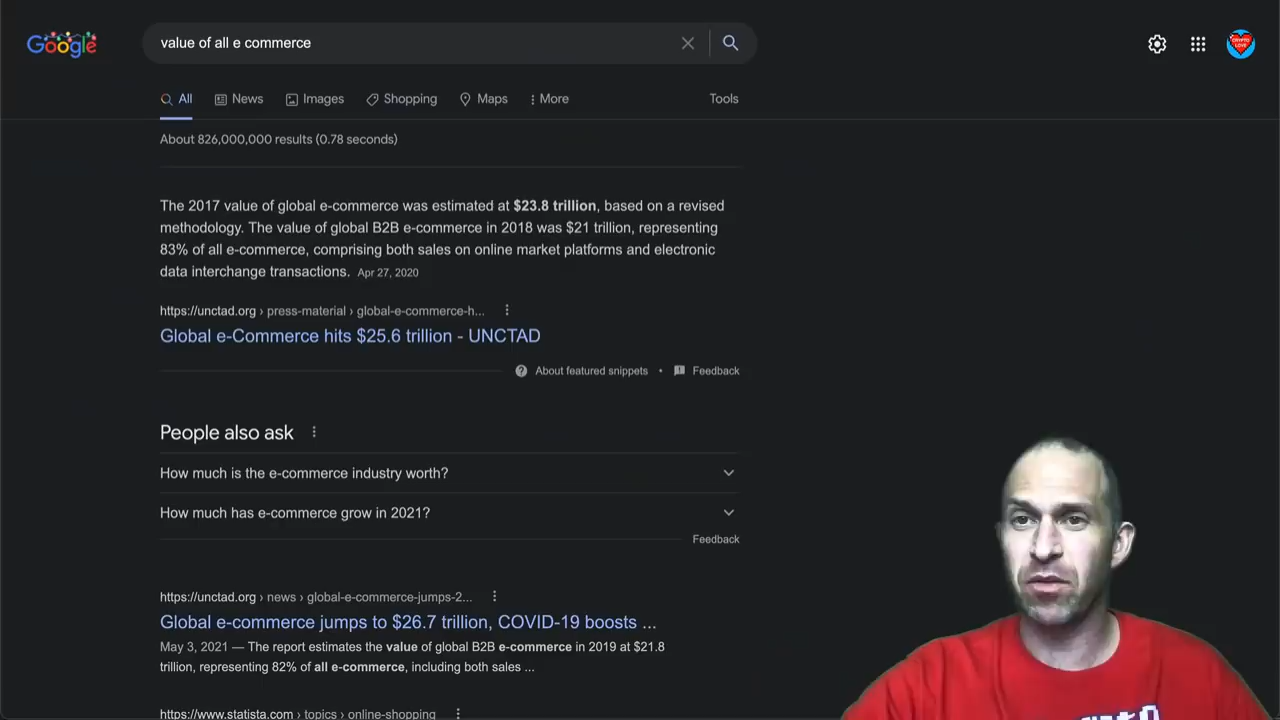 Google
value of all e commerce
CRYPTO
LOVE
All
News
Images
Shopping
Maps
More
Tools
About 826,000,000 results (0.78 seconds)
The 2017 value of global e-commerce was estimated at $23.8 trillion, based on a revised
methodology. The value of global B2B e-commerce in 2018 was $21 trillion, representing
83% of all e-commerce, comprising both sales on online market platforms and electronic
data interchange transactions. Apr 27, 2020
https://unctad.org › press-material › global-e-commerce-h...
Global e-Commerce hits $25.6 trillion - UNCTAD
About featured snippets • Feedback
People also ask
How much is the e-commerce industry worth?
How much has e-commerce grow in 2021?
Feedback
https://unctad.org › news › global-e-commerce-jumps-2...
Global e-commerce jumps to $26.7 trillion, COVID-19 boosts ...
May 3, 2021 — The report estimates the value of global B2B e-commerce in 2019 at $21.8
trillion, representing 82% of all e-commerce, including both sales ...
https://www.statista.com › topics › online-shopping